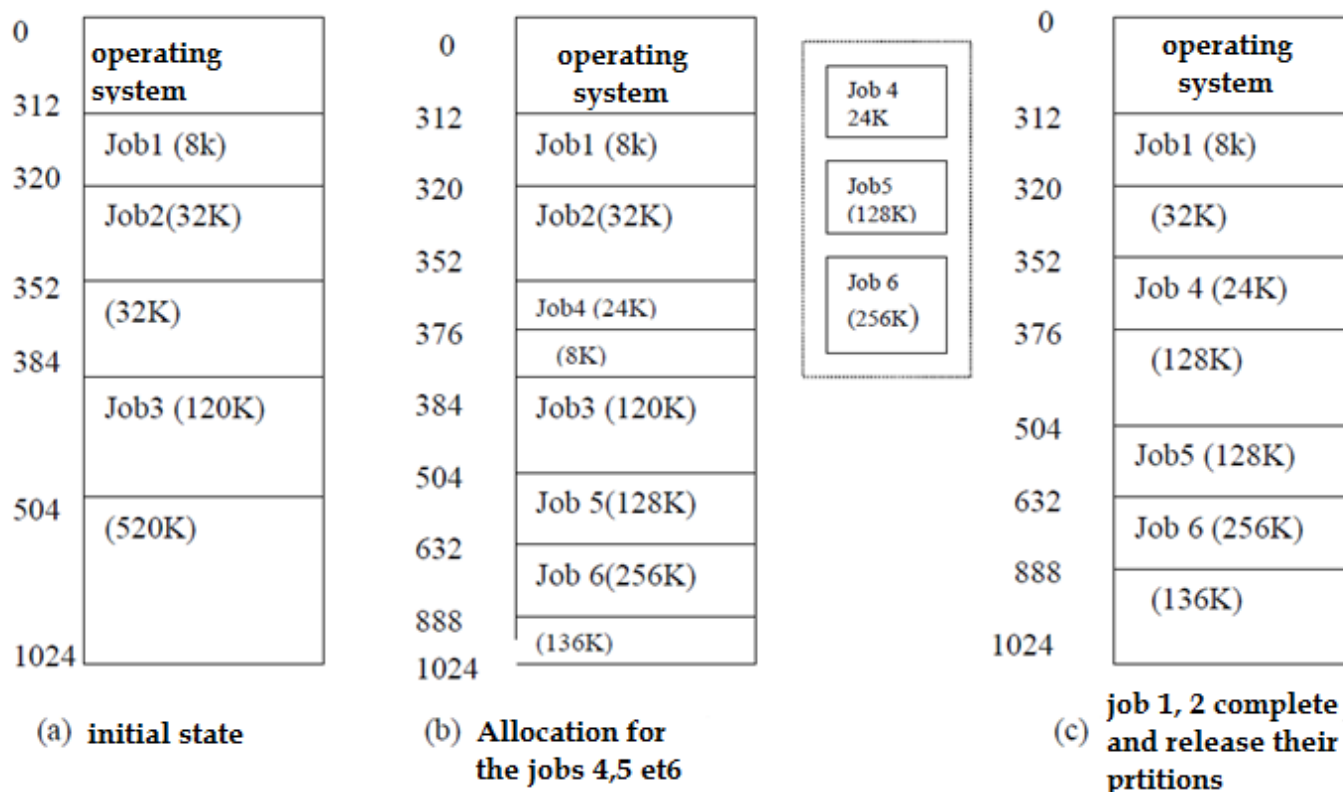 0
operating
system
312
Job1 (8k)
320
Job2(32K)
352
(32K)
384
Job3 (120K)
504
(520K)
1024
(a) initial state
0
operating
system
312
Job1 (8k)
320
Job2(32K)
352
Job4 (24K)
376
(8K)
384
Job3 (120K)
504
Job 5(128K)
632
Job 6(256K)
888
(136K)
1024
(b) Allocation for
the jobs 4,5 et6
Job 4
24K
Job5
(128K)
Job 6
(256K)
0
operating
system
312
Job1 (8k)
320
(32K)
352
Job 4 (24K)
376
(128K)
504
Job5 (128K)
632
Job 6 (256K)
888
(136K)
1024
(c) job 1, 2 complete
and release their
prtitions